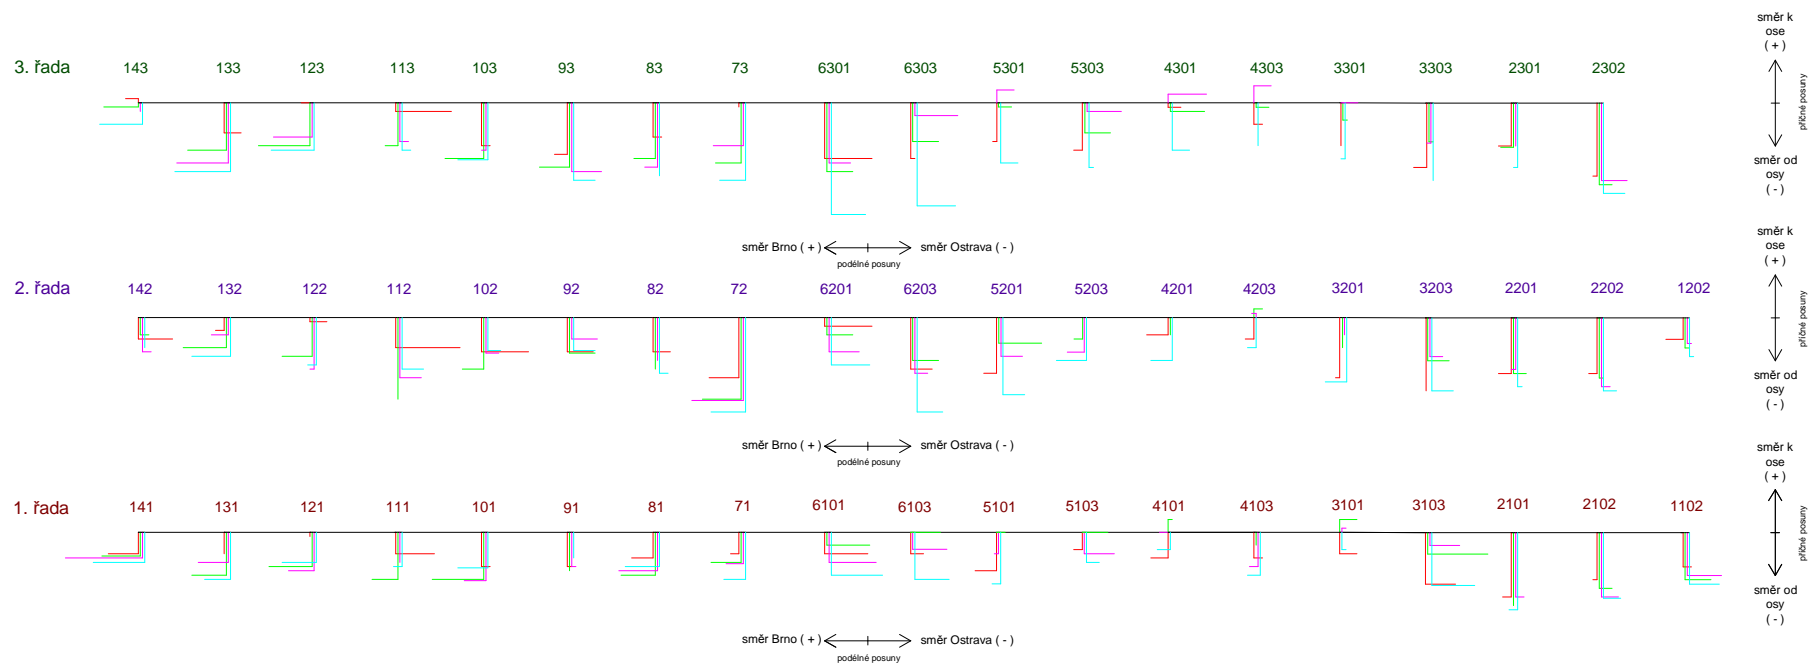 směr k
ose
( + )
3. řada 143 133 123 113 103 93 83 73 6301 6303 5301 5303 4301 4303 3301 3303 2301 2302
příčné posuny
směr od
osy
( - )
směr Brno ( + ) směr Ostrava ( - )
podélné posuny
směr k
ose
( + )
2. řada 142 132 122 112 102 92 82 72 6201 6203 5201 5203 4201 4203 3201 3203 2201 2202 1202
příčné posuny
směr od
osy
( - )
směr Brno ( + ) směr Ostrava ( - )
podélné posuny
směr k
ose
( + )
1. řada 141 131 121 111 101 91 81 71 6101 6103 5101 5103 4101 4103 3101 3103 2101 2102 1102
příčné posuny
směr od
osy
( - )
směr Brno ( + ) směr Ostrava ( - )
podélné posuny